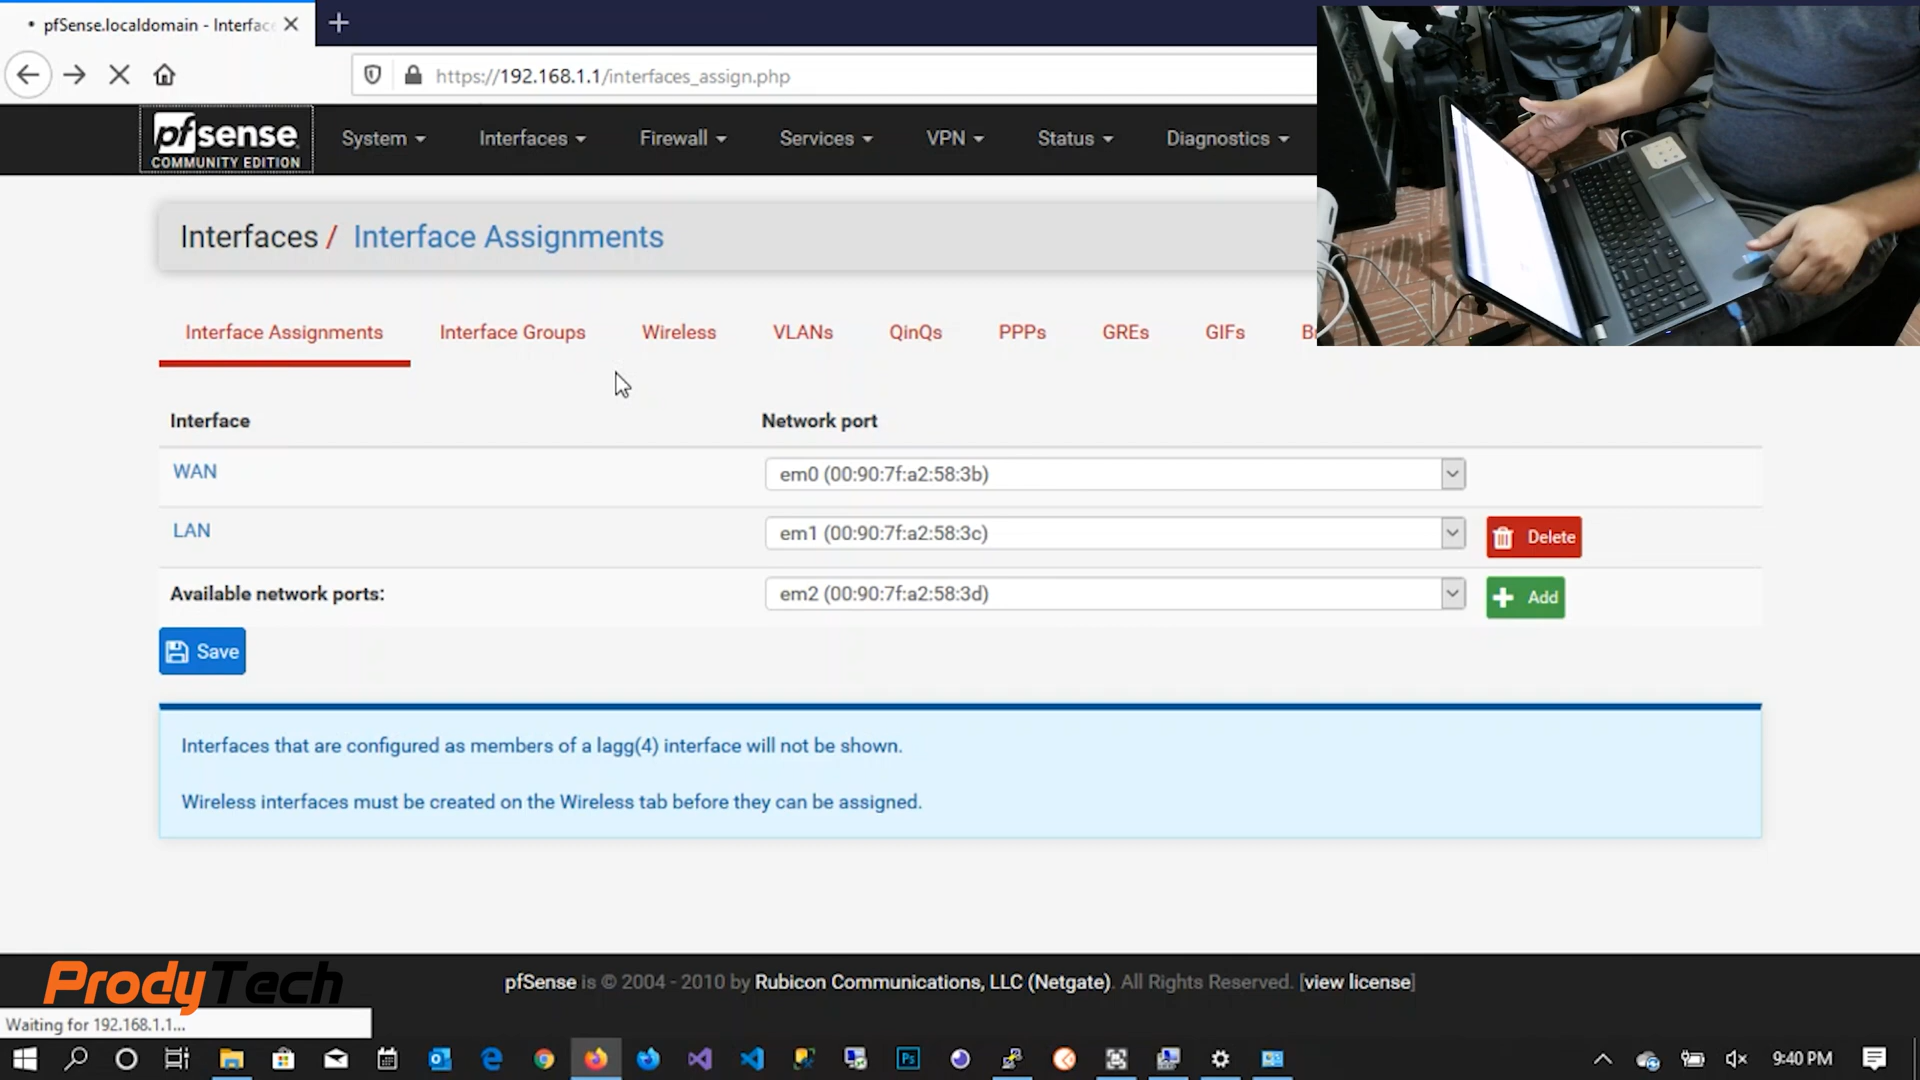 pfSense.localdomain - Interfac
https://192.168.1.1/interfaces_assign.php
pfsense
COMMUNITY EDITION
System
Interfaces
Firewall
Services
VPN
Status
Diagnostics
Interfaces / Interface Assignments
Interface Assignments
Interface Groups
Wireless
VLANs
QinQs
PPPs
GREs
GIFs
Interface
Network port
WAN
em0 (00:90:7f:a2:58:3b)
LAN
em1 (00:90:7f:a2:58:3c)
Delete
Available network ports:
em2 (00:90:7f:a2:58:3d)
Add
Save
Interfaces that are configured as members of a lagg(4) interface will not be shown.
Wireless interfaces must be created on the Wireless tab before they can be assigned.
ProdyTech
pfSense is © 2004 - 2010 by Rubicon Communications, LLC (Netgate). All Rights Reserved. [view license]
Waiting for 192.168.1.1...
Ps
9:40 PM